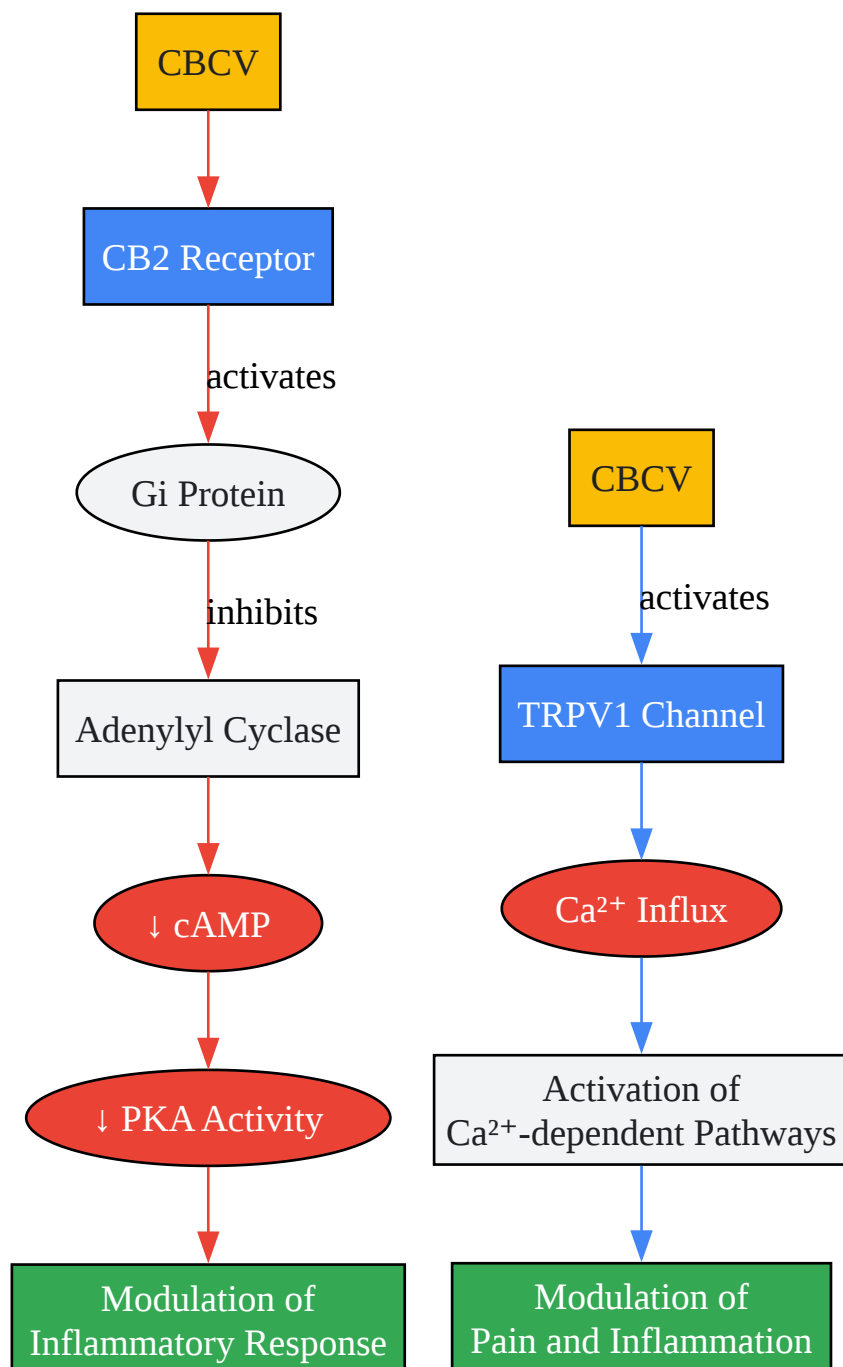 CBCV
CB2 Receptor
activates
Gi Protein
inhibits
Adenylyl Cyclase
↓ cAMP
↓ PKA Activity
Modulation of
Inflammatory Response
CBCV
activates
TRPV1 Channel
Ca²⁺ Influx
Activation of
Ca²⁺-dependent Pathways
Modulation of
Pain and Inflammation